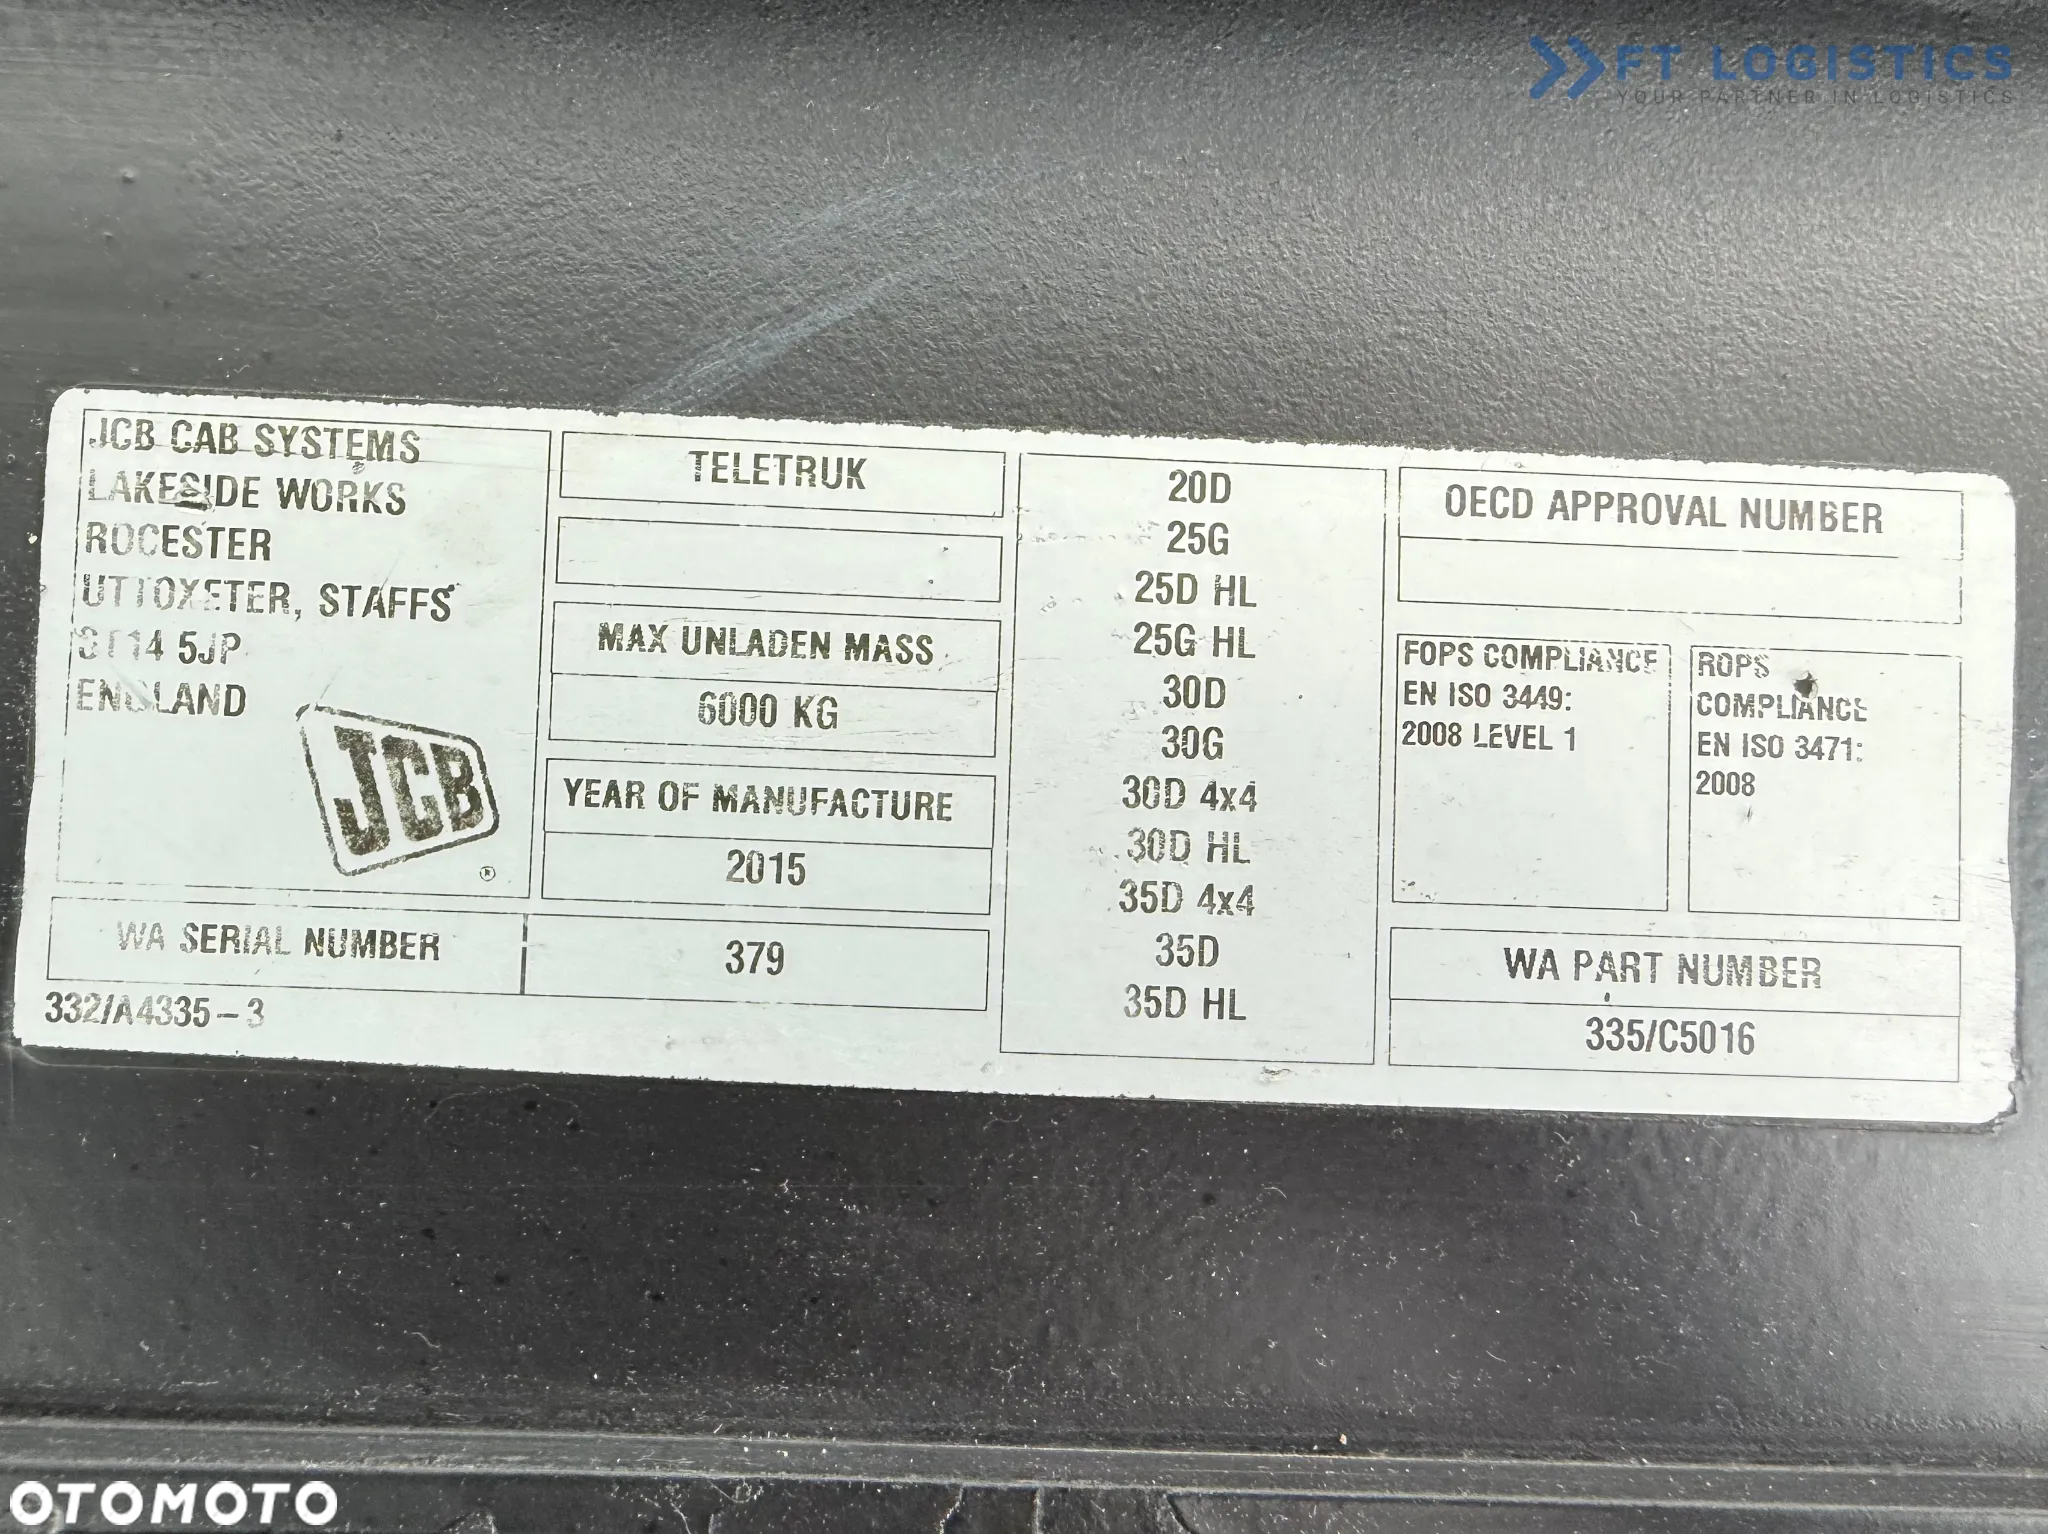 FT LOGISTICS
YOUR PARTNER IN LOGISTICS
JCB CAB SYSTEMS
LAKESIDE WORKS
ROCESTER
UTTOXETER, STAFFS
ST14 5JP
ENGLAND
JCB
®
WA SERIAL NUMBER
379
332/A4335-3
TELETRUK
MAX UNLADEN MASS
6000 KG
YEAR OF MANUFACTURE
2015
20D
25G
25D HL
25G HL
30D
30G
30D 4x4
30D HL
35D 4x4
35D
35D HL
OECD APPROVAL NUMBER
FOPS COMPLIANCE
EN ISO 3449:
2008 LEVEL 1
ROPS
COMPLIANCE
EN ISO 3471:
2008
WA PART NUMBER
335/C5016
OTOMOTO